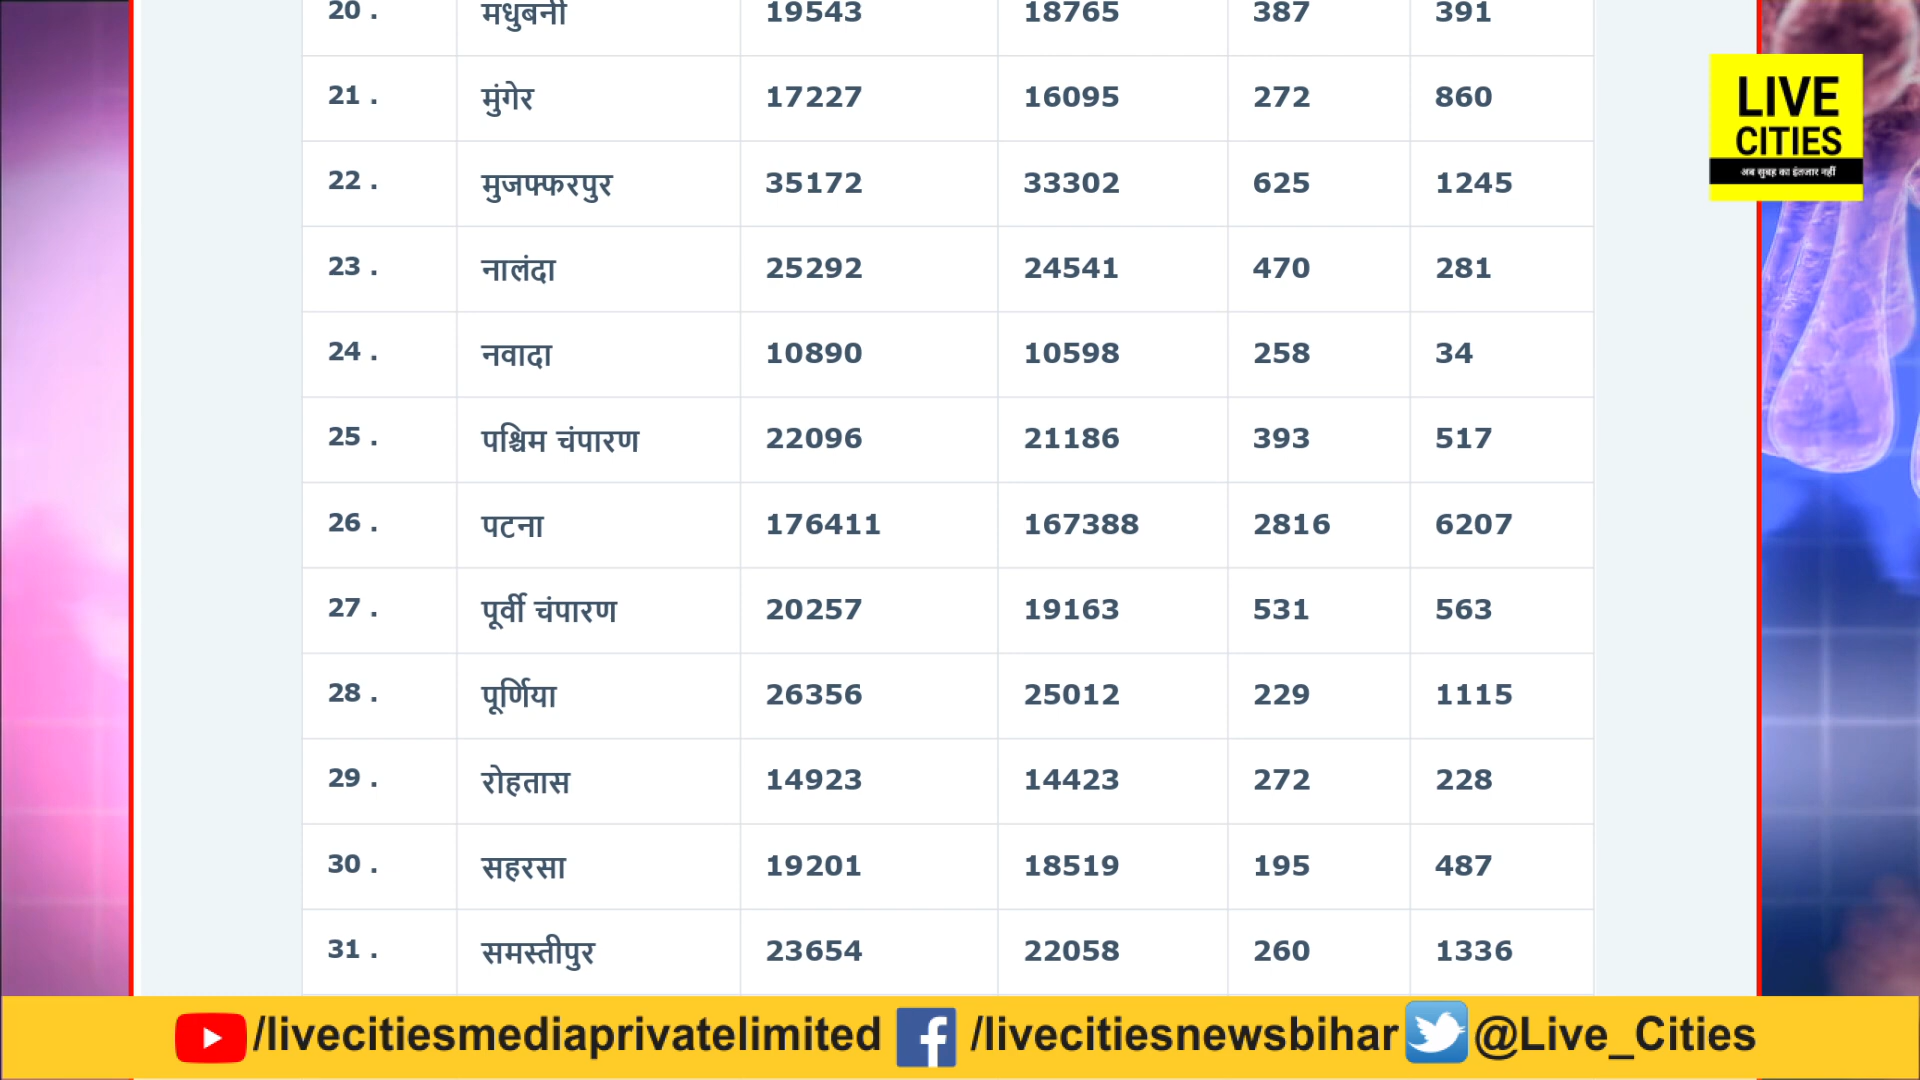 20 . मधुबनी 19543 18765 387 391
21 . मुंगेर 17227 16095 272 860
22 . मुजफ्फरपुर 35172 33302 625 1245
23 . नालंदा 25292 24541 470 281
24 . नवादा 10890 10598 258 34
25 . पश्चिम चंपारण 22096 21186 393 517
26 . पटना 176411 167388 2816 6207
27 . पूर्वी चंपारण 20257 19163 531 563
28 . पूर्णिया 26356 25012 229 1115
29 . रोहतास 14923 14423 272 228
30 . सहरसा 19201 18519 195 487
31 . समस्तीपुर 23654 22058 260 1336
LIVE
CITIES
अब सुबह का इंतजार नहीं
/livecitiesmediaprivatelimited /livecitiesnewsbihar @Live_Cities